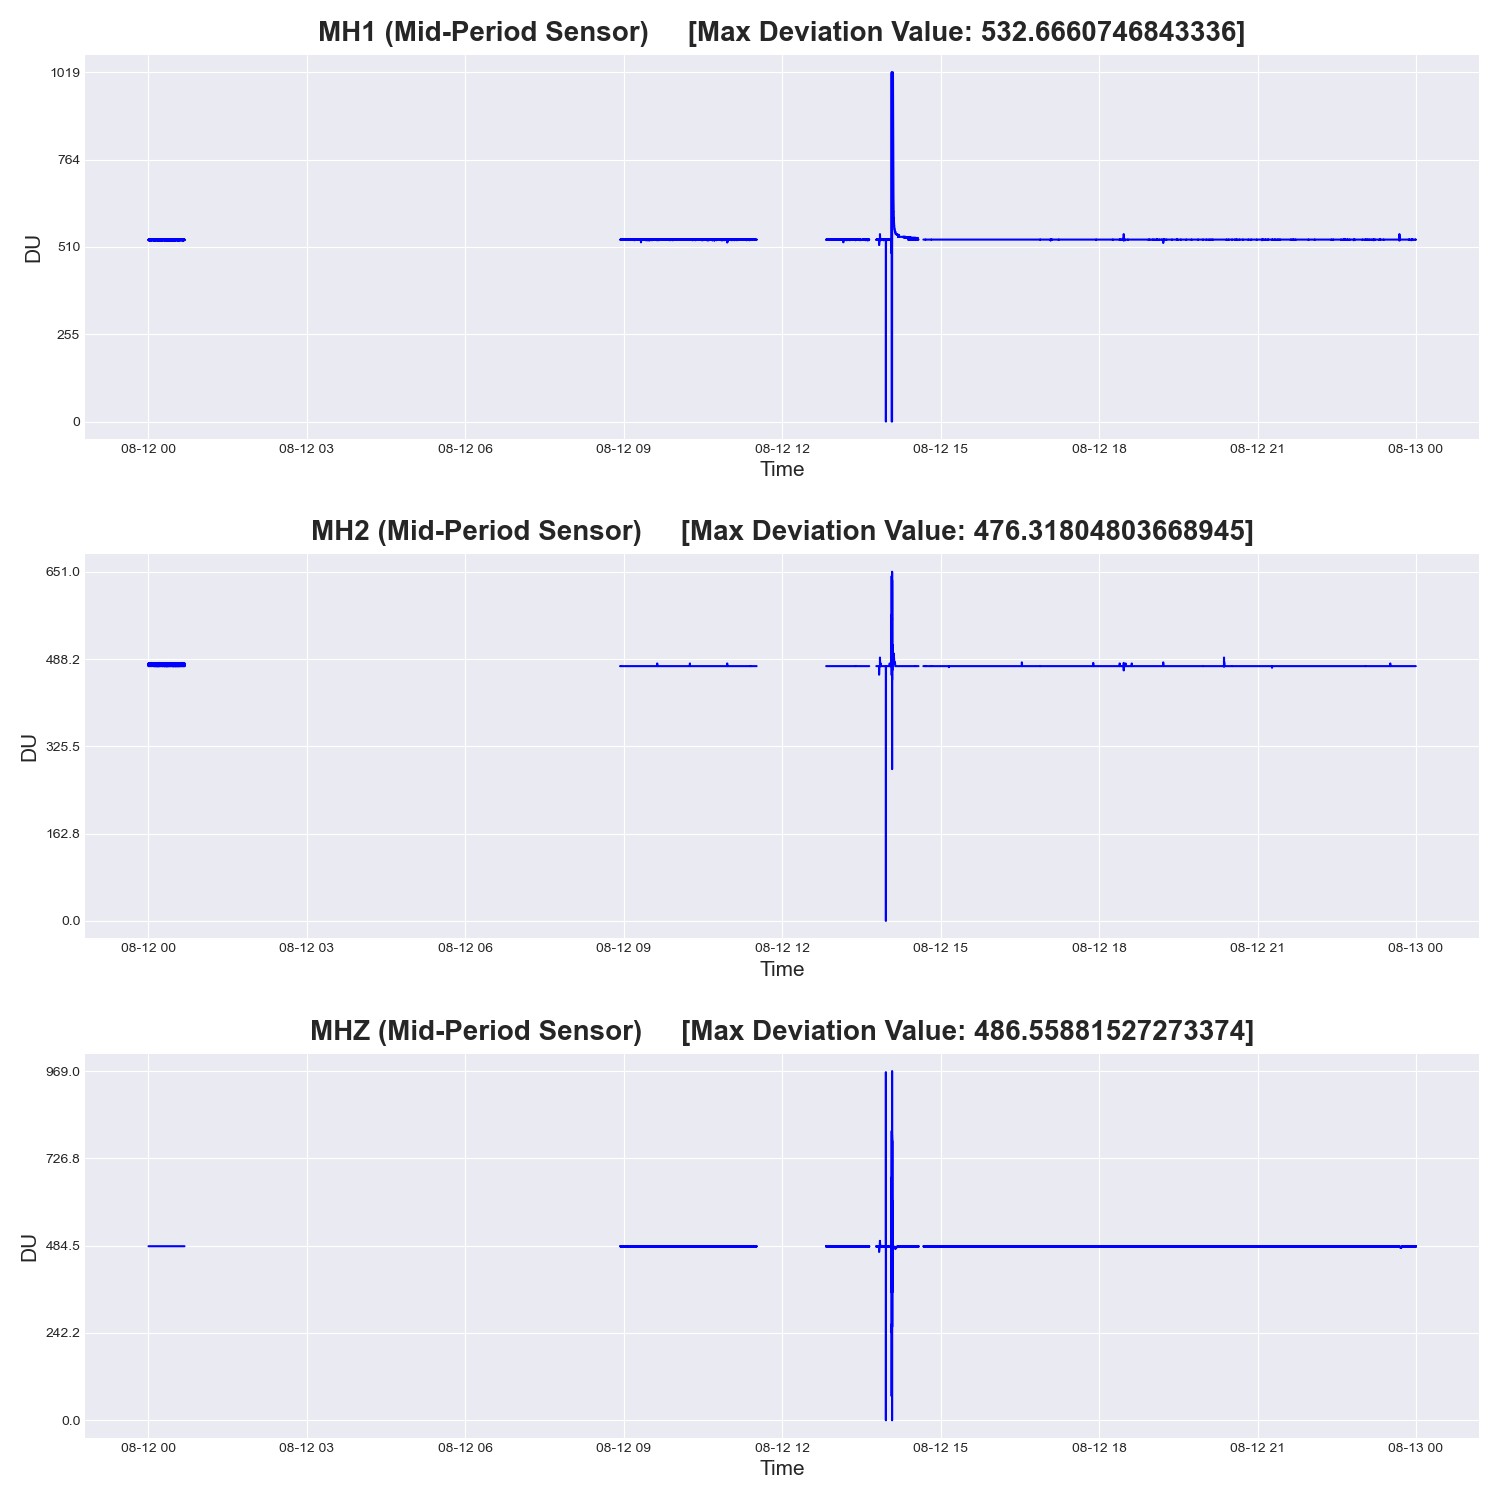 MH1 (Mid-Period Sensor) [Max Deviation Value: 532.6660746843336]
1019
764
510
255
0
DU
08-12 00 08-12 03 08-12 06 08-12 09 08-12 12 08-12 15 08-12 18 08-12 21 08-13 00
Time
MH2 (Mid-Period Sensor) [Max Deviation Value: 476.31804803668945]
651.0
488.2
325.5
162.8
0.0
DU
08-12 00 08-12 03 08-12 06 08-12 09 08-12 12 08-12 15 08-12 18 08-12 21 08-13 00
Time
MHZ (Mid-Period Sensor) [Max Deviation Value: 486.55881527273374]
969.0
726.8
484.5
242.2
0.0
DU
08-12 00 08-12 03 08-12 06 08-12 09 08-12 12 08-12 15 08-12 18 08-12 21 08-13 00
Time